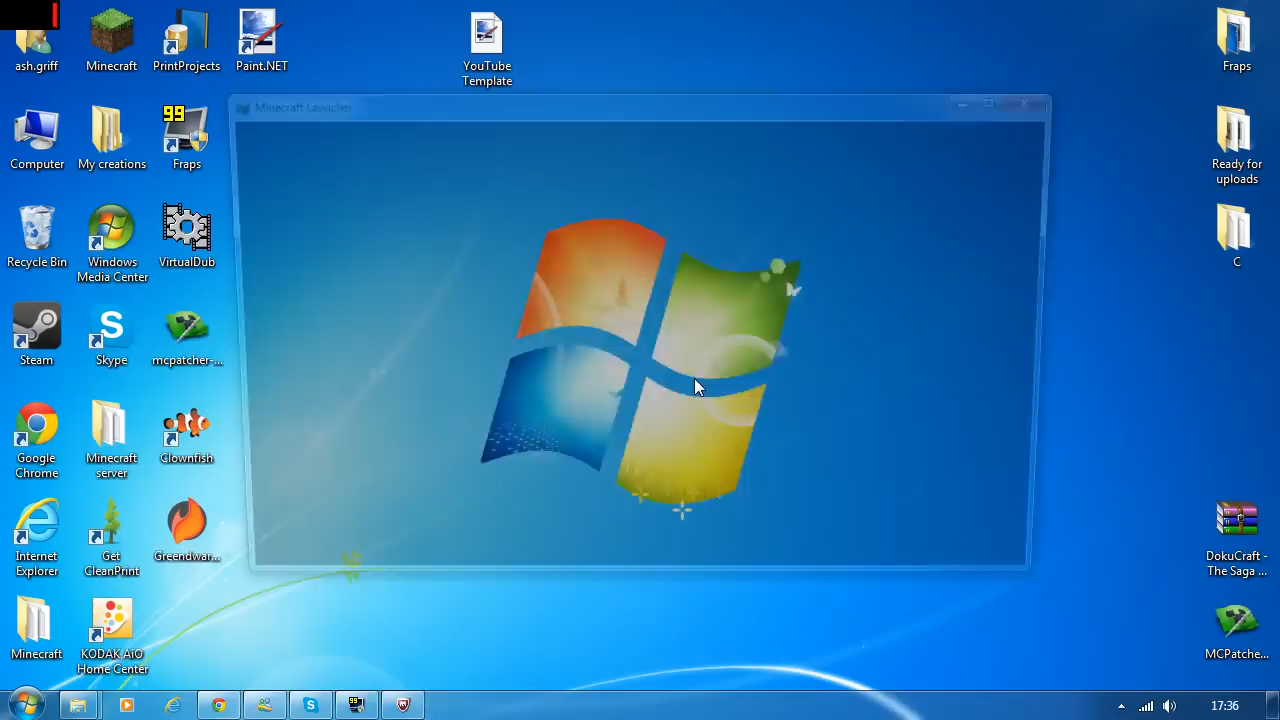 ash.griff
Minecraft
PrintProjects
Paint.NET
YouTube
Template
Fraps
Minecraft Launcher
99
Computer
My creations
Fraps
Ready for
uploads
Recycle Bin
Windows
Media Center
VirtualDub
C
Steam
S
Skype
mcpatcher-...
Google
Chrome
Minecraft
server
Clownfish
Internet
Explorer
Get
CleanPrint
Greendwar...
DokuCraft -
The Saga ...
Minecraft
KODAK AiO
Home Center
MCPatche...
99
17:36